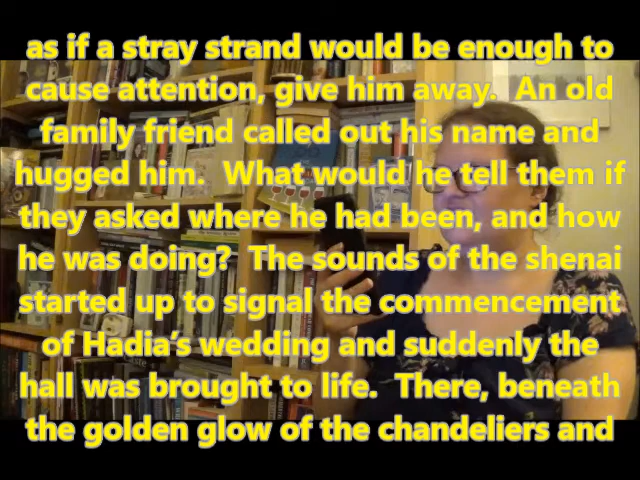 as if a stray strand would be enough to
cause attention, give him away.  An old
family friend called out his name and
hugged him.  What would he tell them if
they asked where he had been, and how
he was doing?  The sounds of the shenai
started up to signal the commencement
of Hadia’s wedding and suddenly the
hall was brought to life.  There, beneath
the golden glow of the chandeliers and